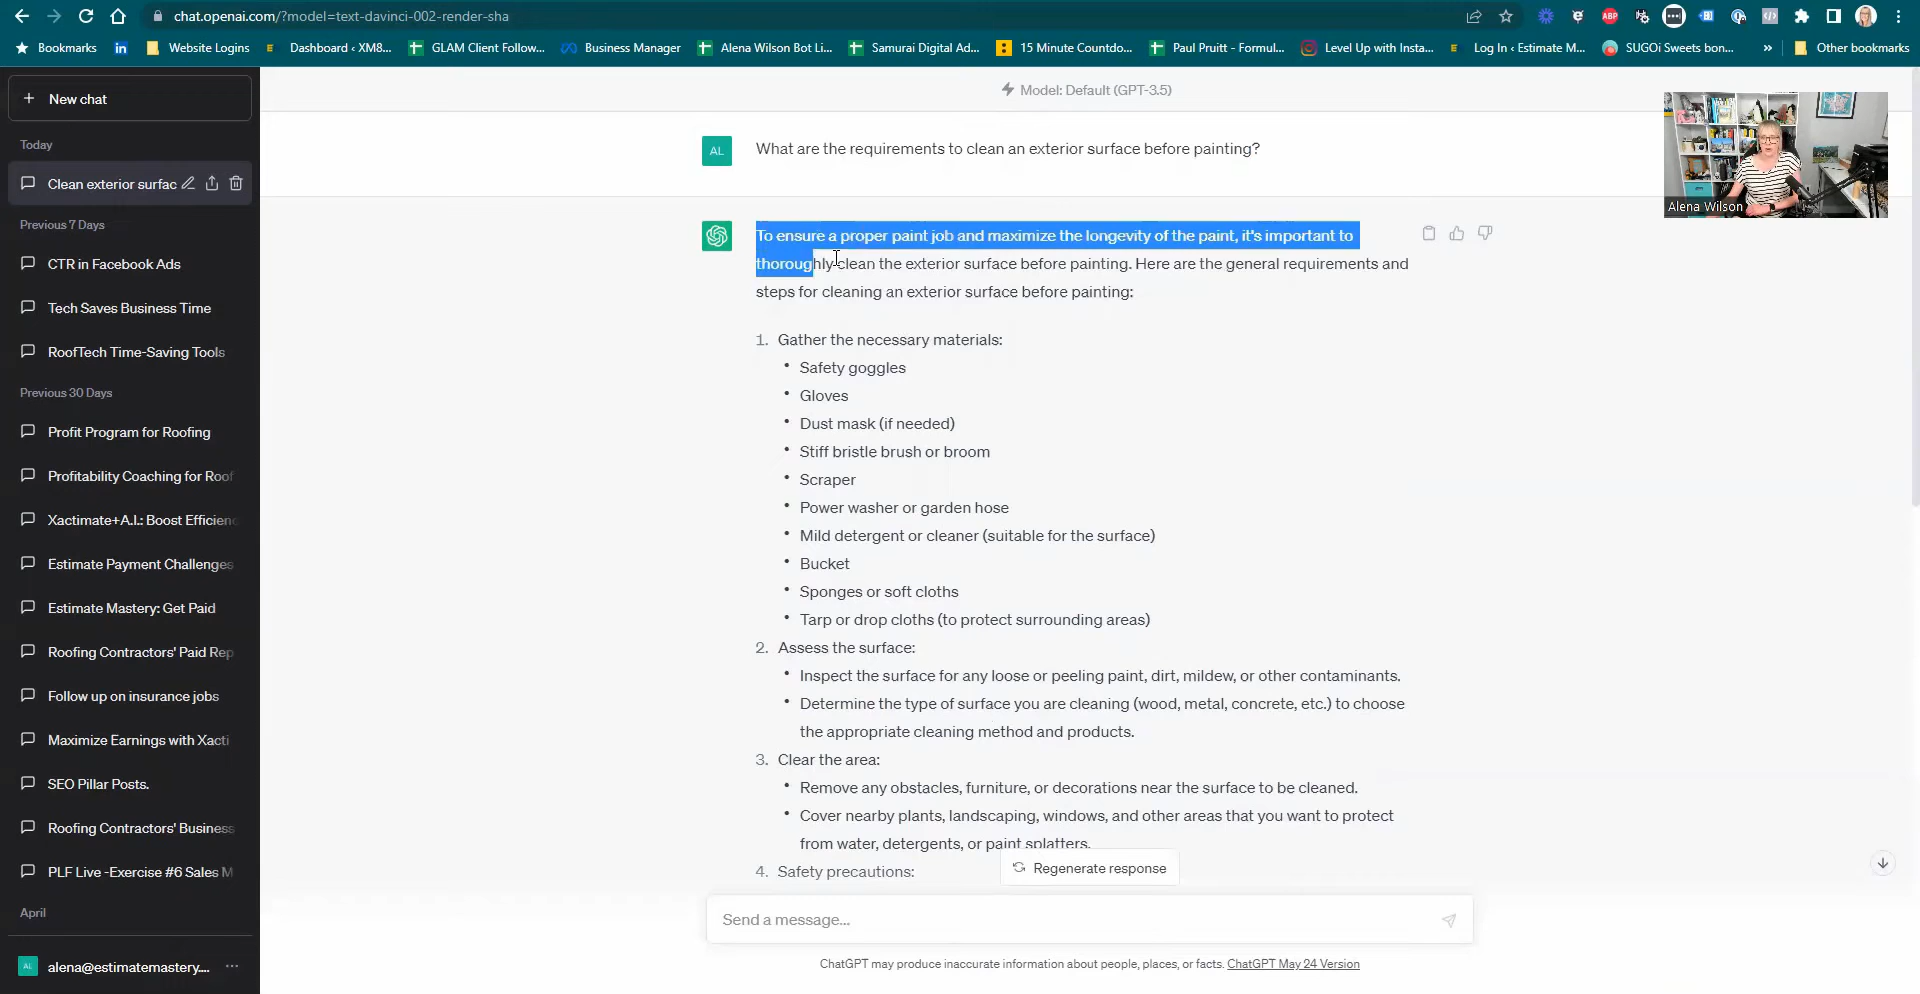 chat.openai.com/?model=text-davinci-002-render-sha
ABP
Bookmarks
in
Website Logins
E Dashboard ‹ XM8...
GLAM Client Follow...
Business Manager
Alena Wilson Bot Li...
Samurai Digital Ad...
15 Minute Countdo...
Paul Pruitt - Formul...
Level Up with Insta...
E Log In ‹ Estimate M...
SUGOi Sweets bon...
»
Other bookmarks
+ New chat
Today
Clean exterior surfac
Previous 7 Days
CTR in Facebook Ads
Tech Saves Business Time
RoofTech Time-Saving Tools
Previous 30 Days
Profit Program for Roofing
Profitability Coaching for Roof
Xactimate+A.I.: Boost Efficienc
Estimate Payment Challenges
Estimate Mastery: Get Paid
Roofing Contractors' Paid Rep
Follow up on insurance jobs
Maximize Earnings with Xacti
SEO Pillar Posts.
Roofing Contractors' Business
PLF Live -Exercise #6 Sales M
April
AL alena@estimatemastery.... ...
Model: Default (GPT-3.5)
Alena Wilson
AL What are the requirements to clean an exterior surface before painting?
To ensure a proper paint job and maximize the longevity of the paint, it's important to
thoroughly clean the exterior surface before painting. Here are the general requirements and
steps for cleaning an exterior surface before painting:
1. Gather the necessary materials:
• Safety goggles
• Gloves
• Dust mask (if needed)
• Stiff bristle brush or broom
• Scraper
• Power washer or garden hose
• Mild detergent or cleaner (suitable for the surface)
• Bucket
• Sponges or soft cloths
• Tarp or drop cloths (to protect surrounding areas)
2. Assess the surface:
• Inspect the surface for any loose or peeling paint, dirt, mildew, or other contaminants.
• Determine the type of surface you are cleaning (wood, metal, concrete, etc.) to choose
the appropriate cleaning method and products.
3. Clear the area:
• Remove any obstacles, furniture, or decorations near the surface to be cleaned.
• Cover nearby plants, landscaping, windows, and other areas that you want to protect
from water, detergents, or paint splatters.
4. Safety precautions:
Regenerate response
Send a message...
ChatGPT may produce inaccurate information about people, places, or facts. ChatGPT May 24 Version